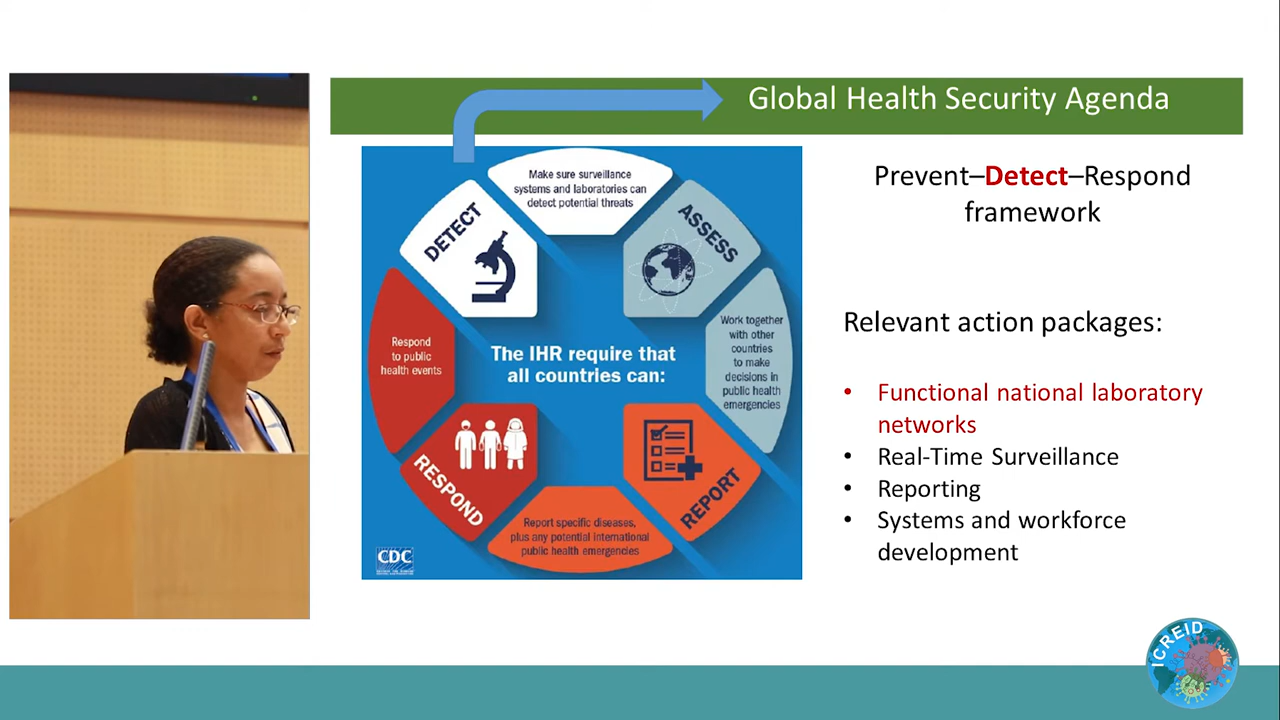 Global Health Security Agenda
Make sure surveillance
systems and laboratories can
detect potential threats
DETECT
ASSESS
Respond
to public
health events
The IHR require that
all countries can:
Work together
with other
countries
to make
decisions in
public health
emergencies
RESPOND
REPORT
Report specific diseases,
plus any potential international
public health emergencies
CDC
Prevent–Detect–Respond
framework
Relevant action packages:
• Functional national laboratory
networks
• Real-Time Surveillance
• Reporting
• Systems and workforce
development
ICREID